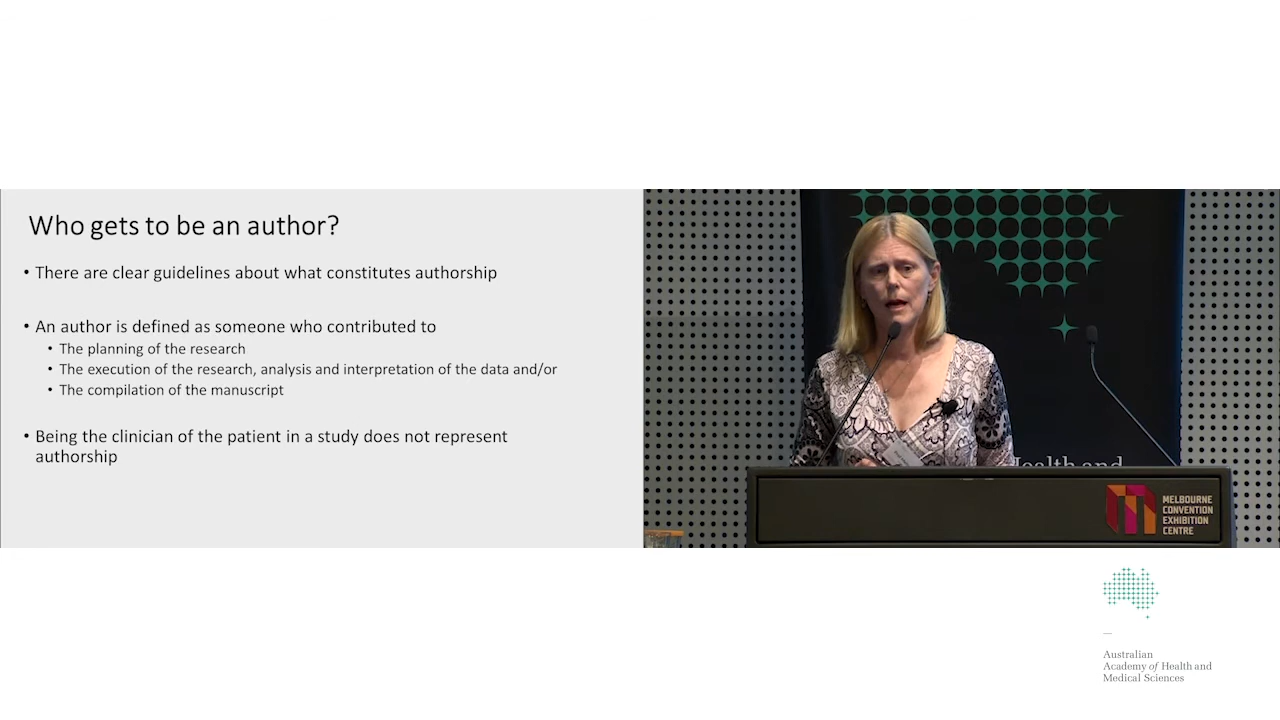 Who gets to be an author?
• There are clear guidelines about what constitutes authorship
• An author is defined as someone who contributed to
• The planning of the research
• The execution of the research, analysis and interpretation of the data and/or
• The compilation of the manuscript
• Being the clinician of the patient in a study does not represent
authorship
Health and
MELBOURNE
CONVENTION
EXHIBITION
CENTRE
Australian
Academy of Health and
Medical Sciences